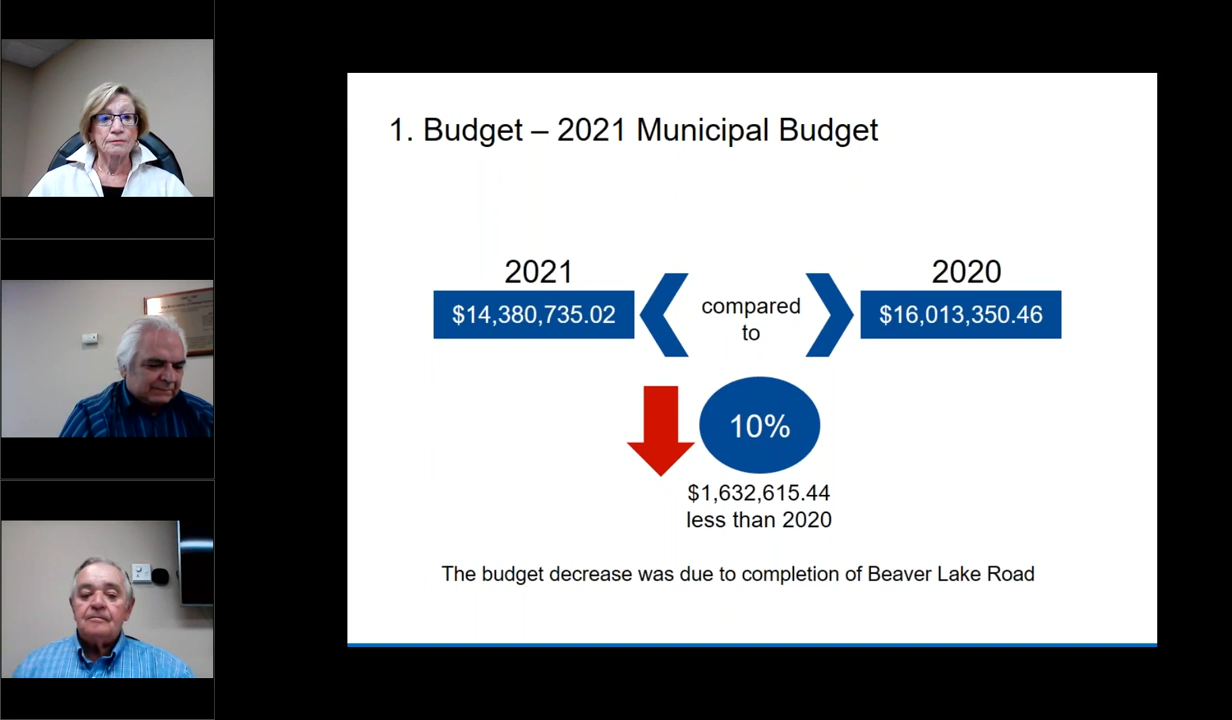 1. Budget – 2021 Municipal Budget
2021
$14,380,735.02
compared
to
2020
$16,013,350.46
10%
$1,632,615.44
less than 2020
The budget decrease was due to completion of Beaver Lake Road